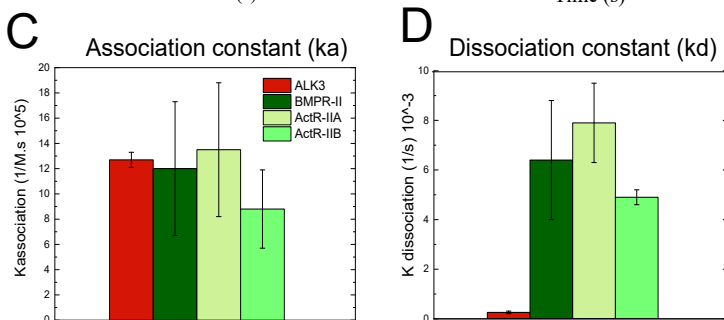 Time (s)
C
Association constant (ka)
Kassociation (1/M.s 10^5)
20
18
16
14
12
10
8
6
4
2
0
ALK3
BMPR-II
ActR-IIA
ActR-IIB
D
Dissociation constant (kd)
K dissociation (1/s) 10^-3
10
8
6
4
2
0